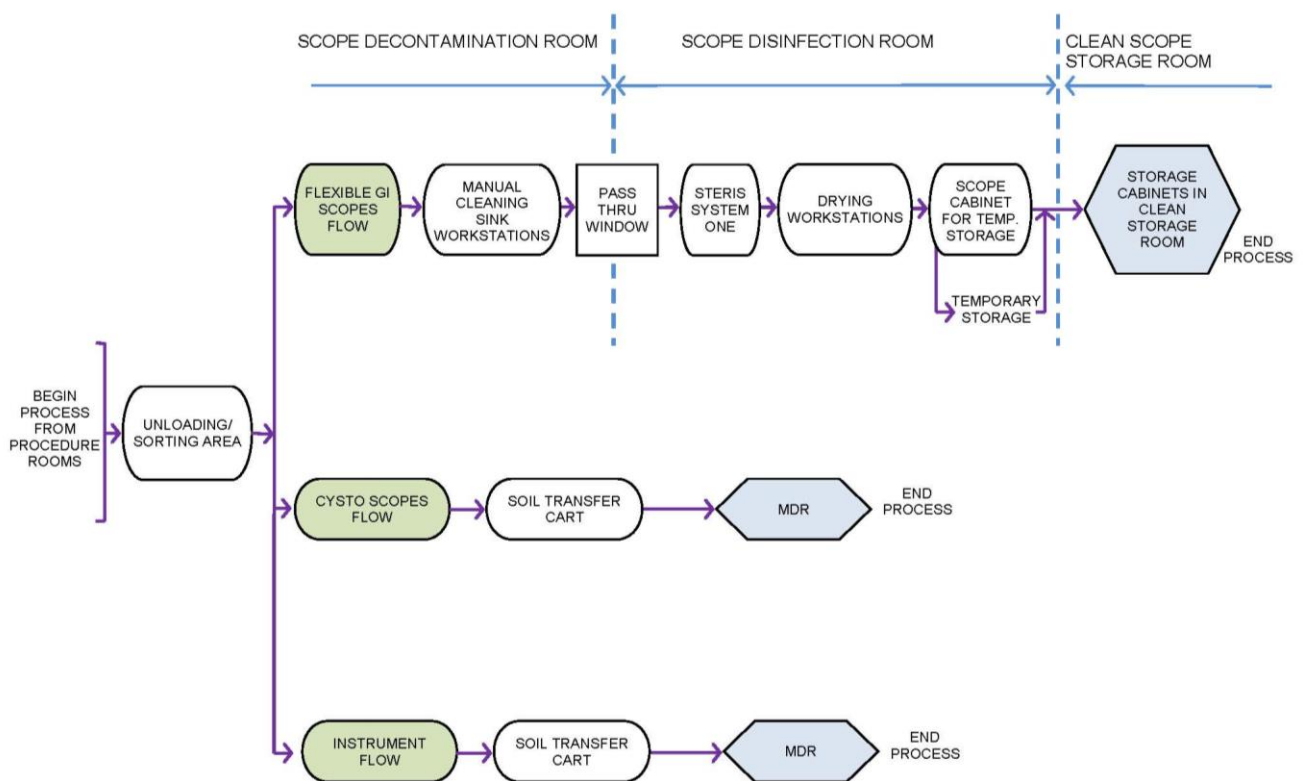 SCOPE DECONTAMINATION ROOM
SCOPE DISINFECTION ROOM
CLEAN SCOPE
STORAGE ROOM
FLEXIBLE GI
SCOPES
FLOW
MANUAL
CLEANING
SINK
WORKSTATIONS
PASS
THRU
WINDOW
STERIS
SYSTEM
ONE
DRYING
WORKSTATIONS
SCOPE
CABINET
FOR TEMP.
STORAGE
STORAGE
CABINETS IN
CLEAN
STORAGE
ROOM
END
PROCESS
TEMPORARY
STORAGE
BEGIN
PROCESS
FROM
PROCEDURE
ROOMS
UNLOADING/
SORTING AREA
CYSTO SCOPES
FLOW
SOIL TRANSFER
CART
MDR
END
PROCESS
INSTRUMENT
FLOW
SOIL TRANSFER
CART
MDR
END
PROCESS